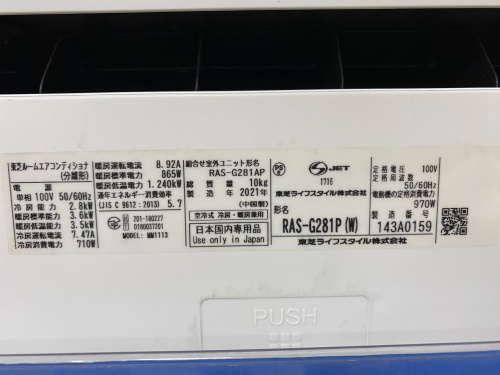 東芝ルームエアコンディショナ
(分離形)
電源
単相 100V 50/60Hz
冷房能力 2.8kW
暖房標準能力 3.6kW
暖房低温能力 3.5kW
冷房運転電流 7.47A
冷房消費電力 710W
暖房運転電流 8.92A
暖房標準電力 865W
暖房低温電力 1.240kW
通年エネルギー消費効率
(JIS C 9612:2013) 5.7
201-180227
D180037201
MODEL: MM1113
組合せ室外ユニット形名
RAS-G281AP
総質量 10kg
製造年 2021年
(中国製)
空冷式 冷房・暖房兼用
日本国内専用品
Use only in Japan
JET
1716
東芝ライフスタイル株式会社
形名
RAS-G281P(W)
東芝ライフスタイル株式会社
定格電圧 100V
定格周波数
50/60Hz
電動機の定格消費電力
970W
製造番号
143A0159
PUSH